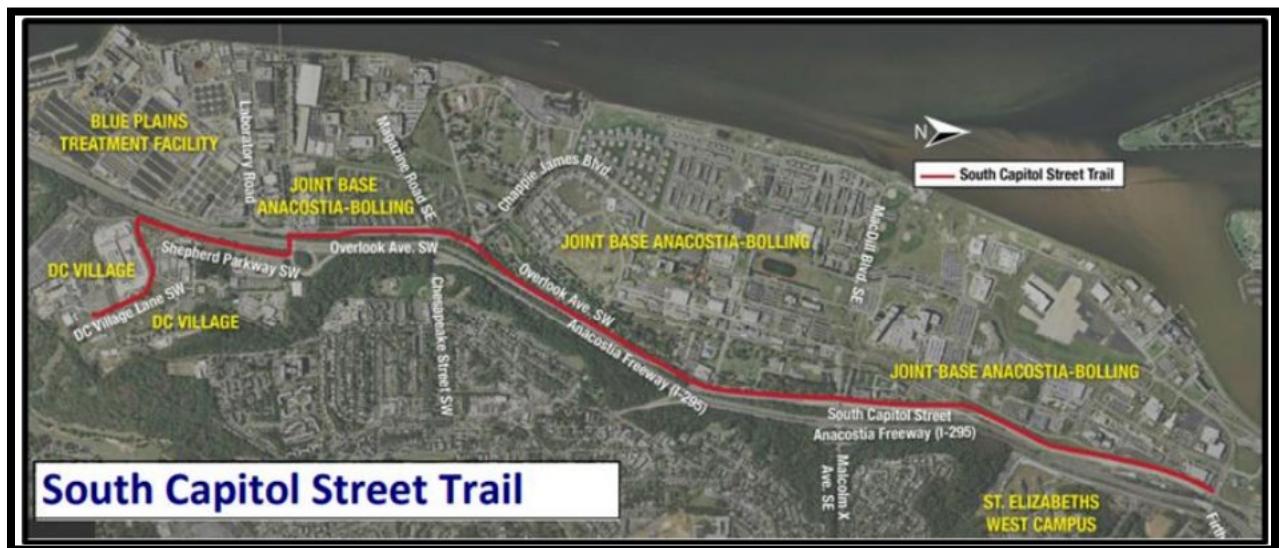 BLUE PLAINS
TREATMENT FACILITY
Laboratory Road
Magazine Road SE
JOINT BASE
ANACOSTIA-BOLLING
Chappie James Blvd.
N
South Capitol Street Trail
JOINT BASE ANACOSTIA-BOLLING
MacDill Blvd. SE
DC VILLAGE
Shepherd Parkway SW
Overlook Ave. SW
DC Village Lane SW
DC VILLAGE
Chesapeake Street SW
Overlook Ave. SW
Anacostia Freeway (I-295)
JOINT BASE ANACOSTIA-BOLLING
South Capitol Street
Anacostia Freeway (I-295)
Malcolm X
Ave. SE
ST. ELIZABETHS
WEST CAMPUS
Firth
South Capitol Street Trail